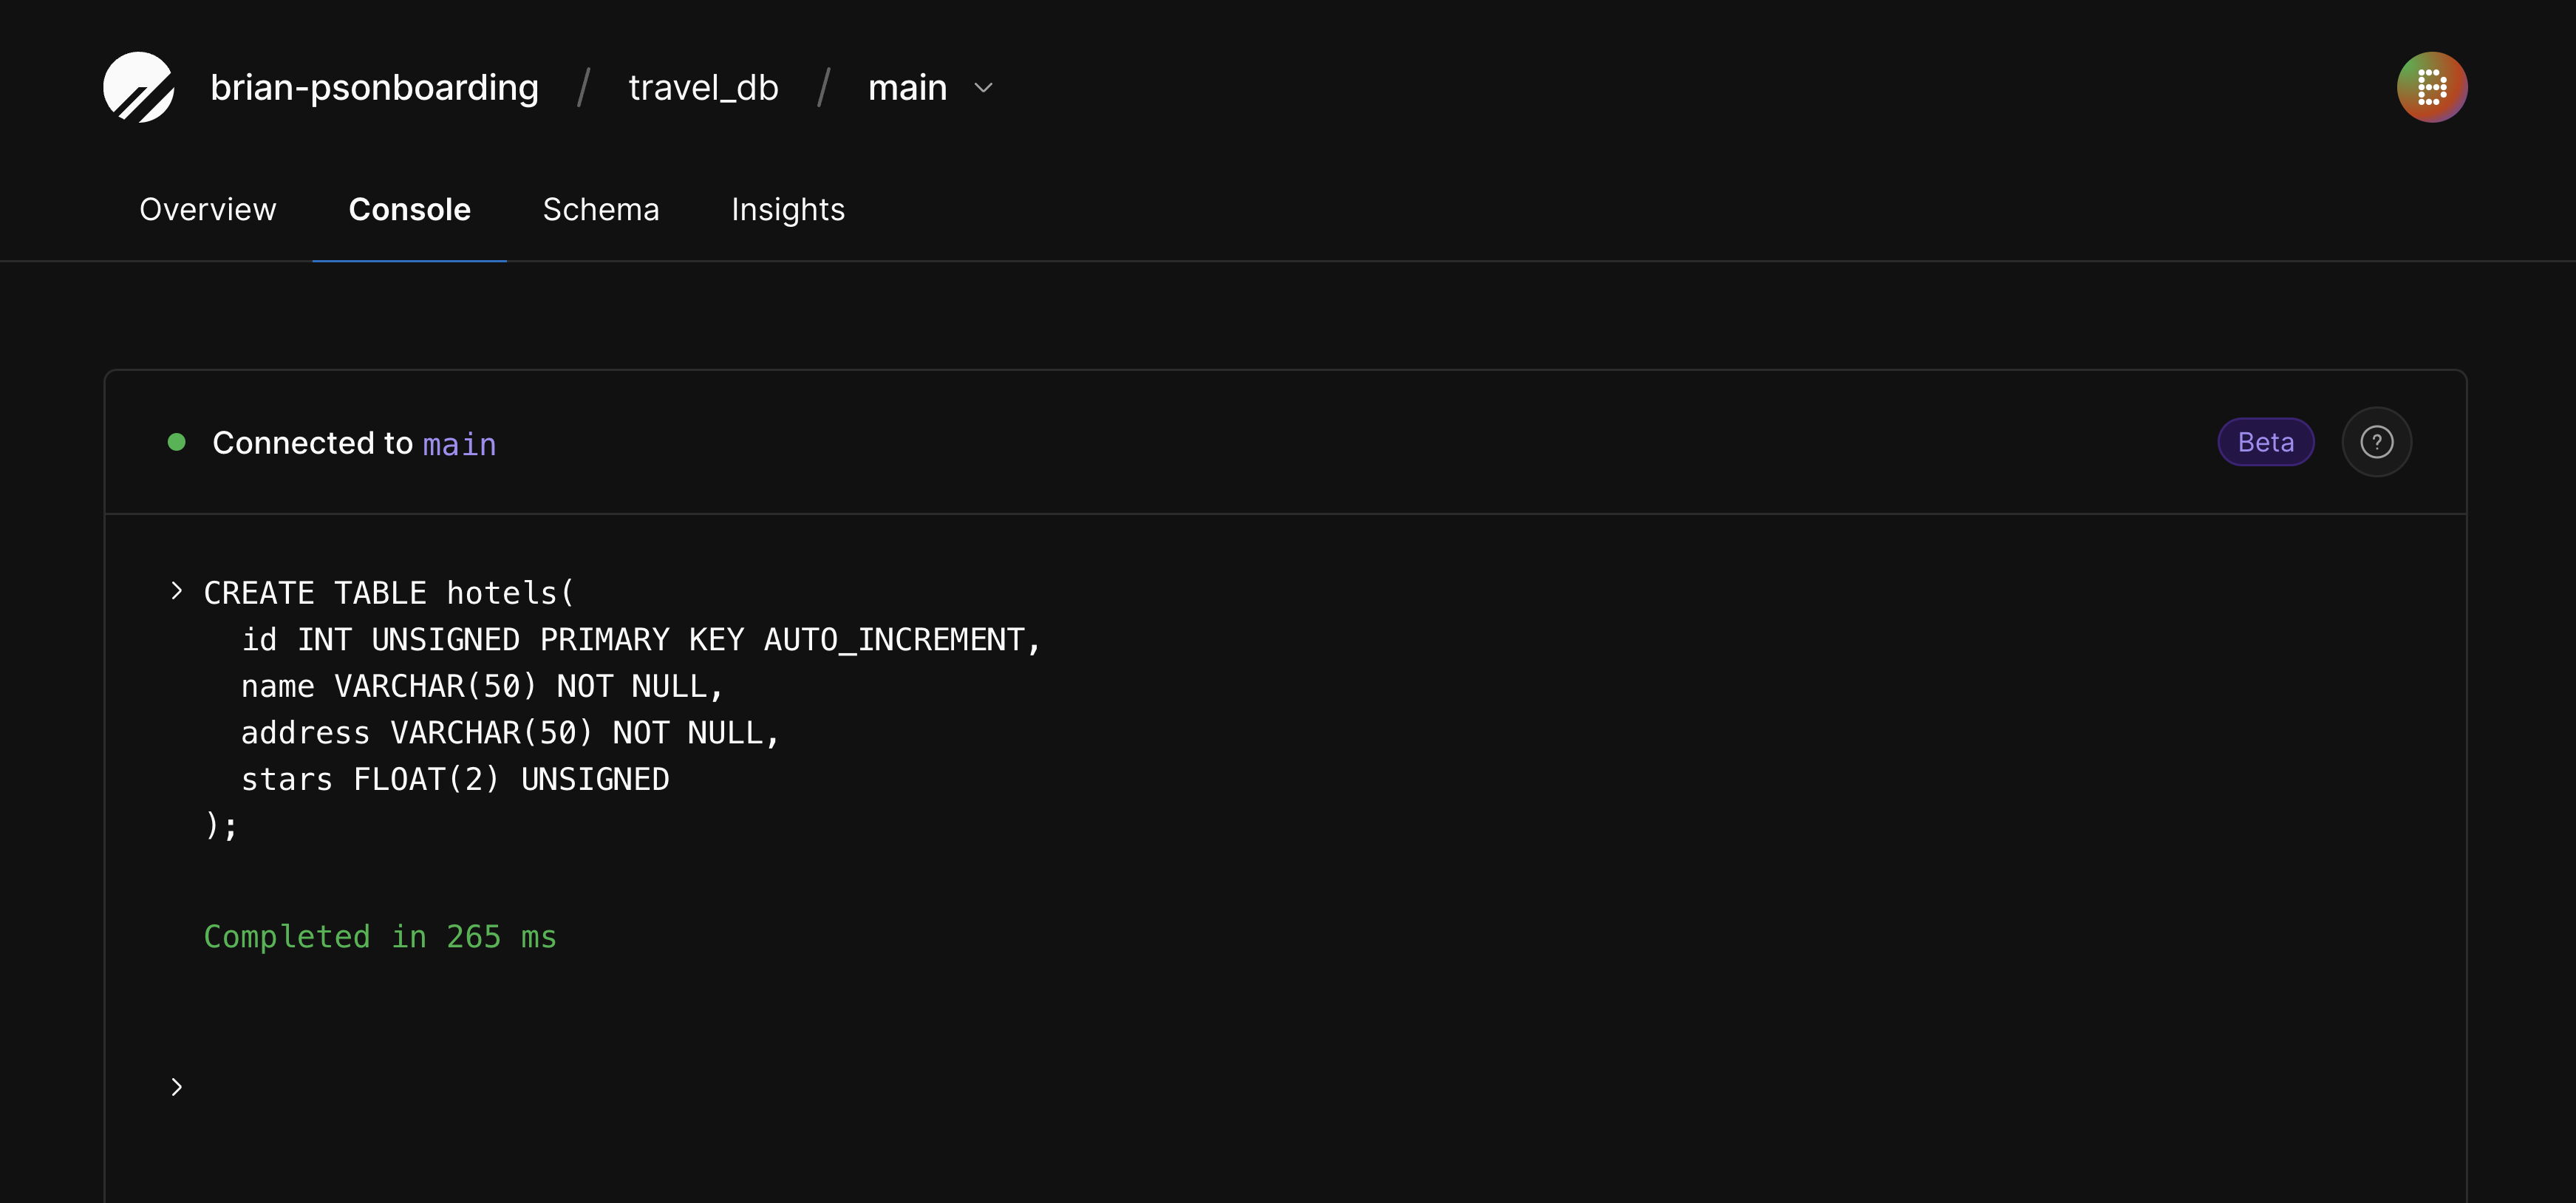 brian-psonboarding / travel_db / main
Overview Console Schema Insights
Connected to main Beta ?
> CREATE TABLE hotels(
id INT UNSIGNED PRIMARY KEY AUTO_INCREMENT,
name VARCHAR(50) NOT NULL,
address VARCHAR(50) NOT NULL,
stars FLOAT(2) UNSIGNED
);
Completed in 265 ms
>